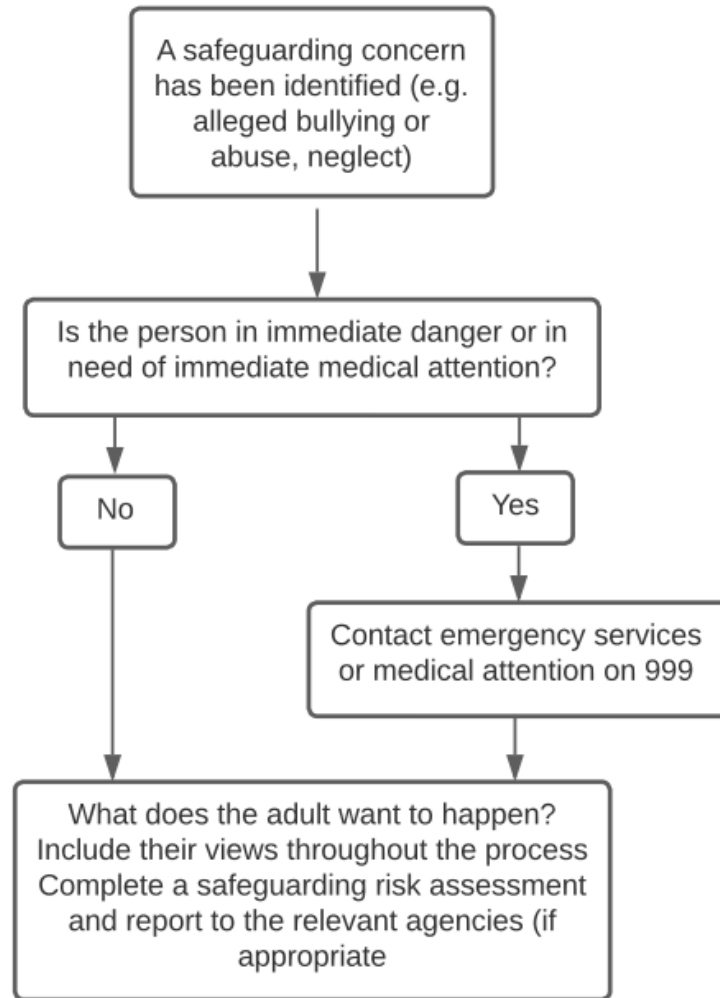 A safeguarding concern
has been identified (e.g.
alleged bullying or
abuse, neglect)
Is the person in immediate danger or in
need of immediate medical attention?
No
Yes
Contact emergency services
or medical attention on 999
What does the adult want to happen?
Include their views throughout the process
Complete a safeguarding risk assessment
and report to the relevant agencies (if
appropriate